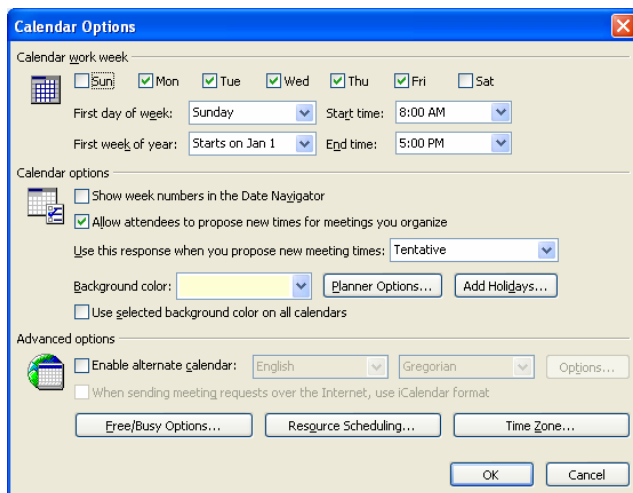 Calendar Options
Calendar work week
Sun Mon Tue Wed Thu Fri Sat
First day of week: Sunday Start time: 8:00 AM
First week of year: Starts on Jan 1 End time: 5:00 PM
Calendar options
Show week numbers in the Date Navigator
Allow attendees to propose new times for meetings you organize
Use this response when you propose new meeting times: Tentative
Background color: Planner Options... Add Holidays...
Use selected background color on all calendars
Advanced options
Enable alternate calendar: English Gregorian Options...
When sending meeting requests over the Internet, use iCalendar format
Free/Busy Options... Resource Scheduling... Time Zone...
OK Cancel